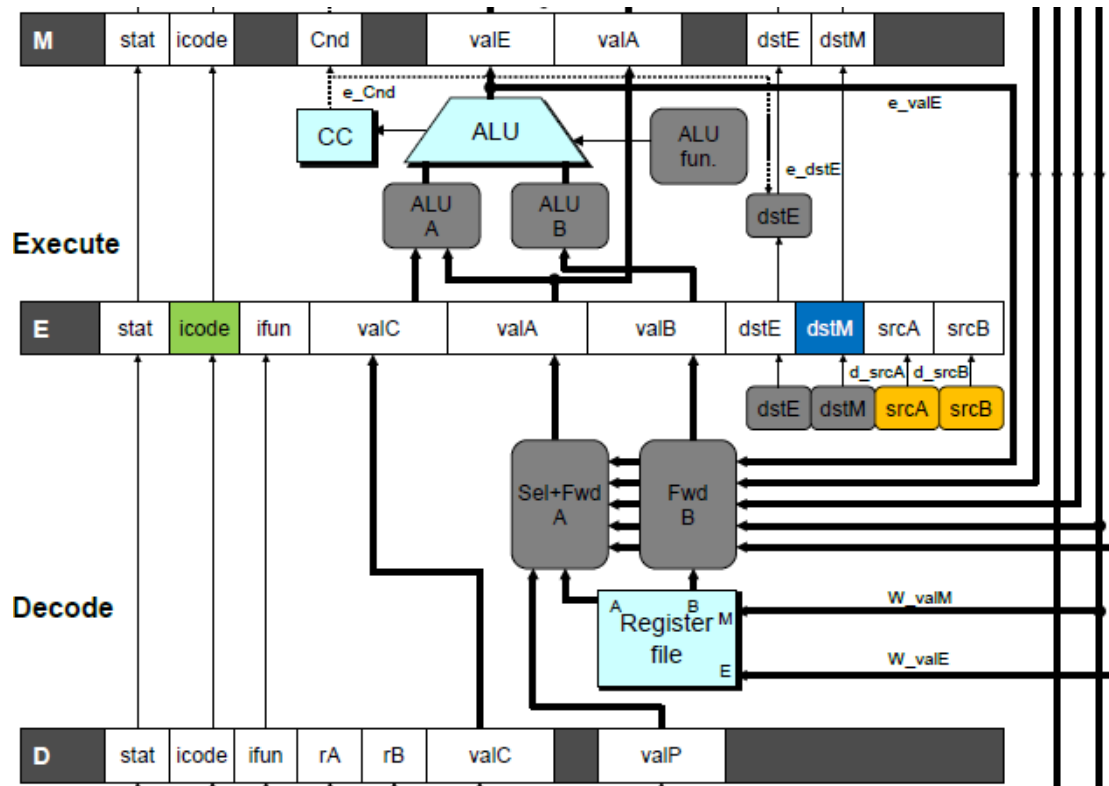 M stat icode Cnd valE valA dstE dstM
e_Cnd
e_valE
CC
ALU
ALU
fun.
e_dstE
ALU
A
ALU
B
dstE
Execute
E stat icode ifun valC valA valB dstE dstM srcA srcB
d_srcA d_srcB
dstE dstM srcA srcB
Sel+Fwd
A
Fwd
B
Decode
A B
Register M
file
E
W_valM
W_valE
D stat icode ifun rA rB valC valP